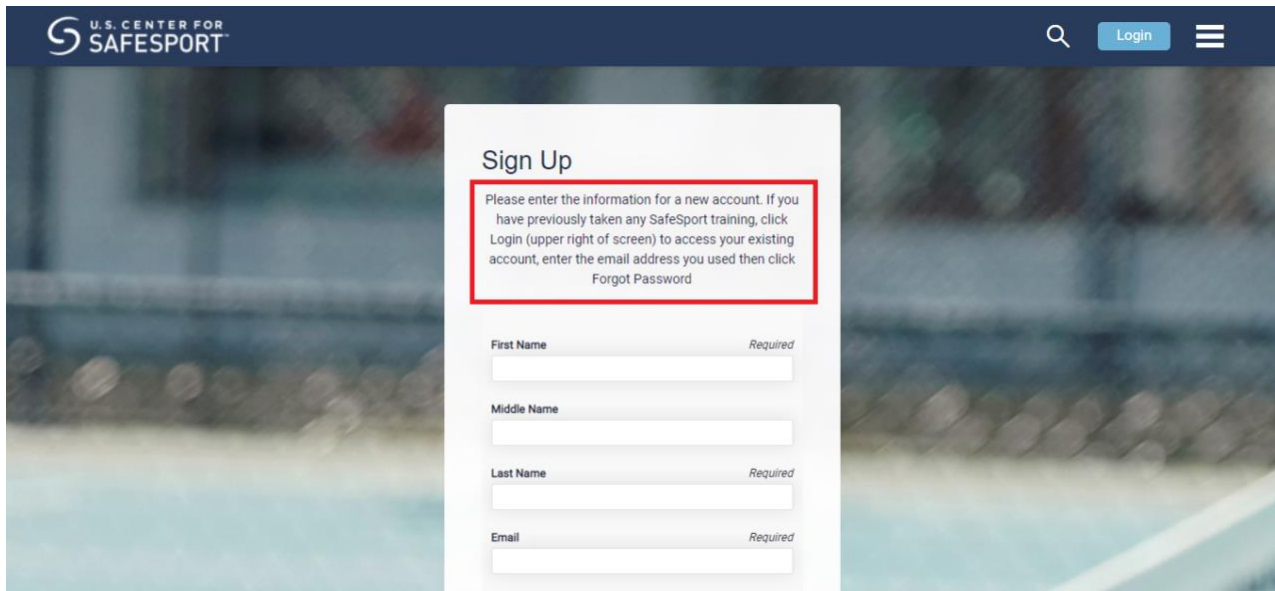 U.S. CENTER FOR
SAFESPORT™
Login
Sign Up
Please enter the information for a new account. If you
have previously taken any SafeSport training, click
Login (upper right of screen) to access your existing
account, enter the email address you used then click
Forgot Password
First Name Required
Middle Name
Last Name Required
Email Required